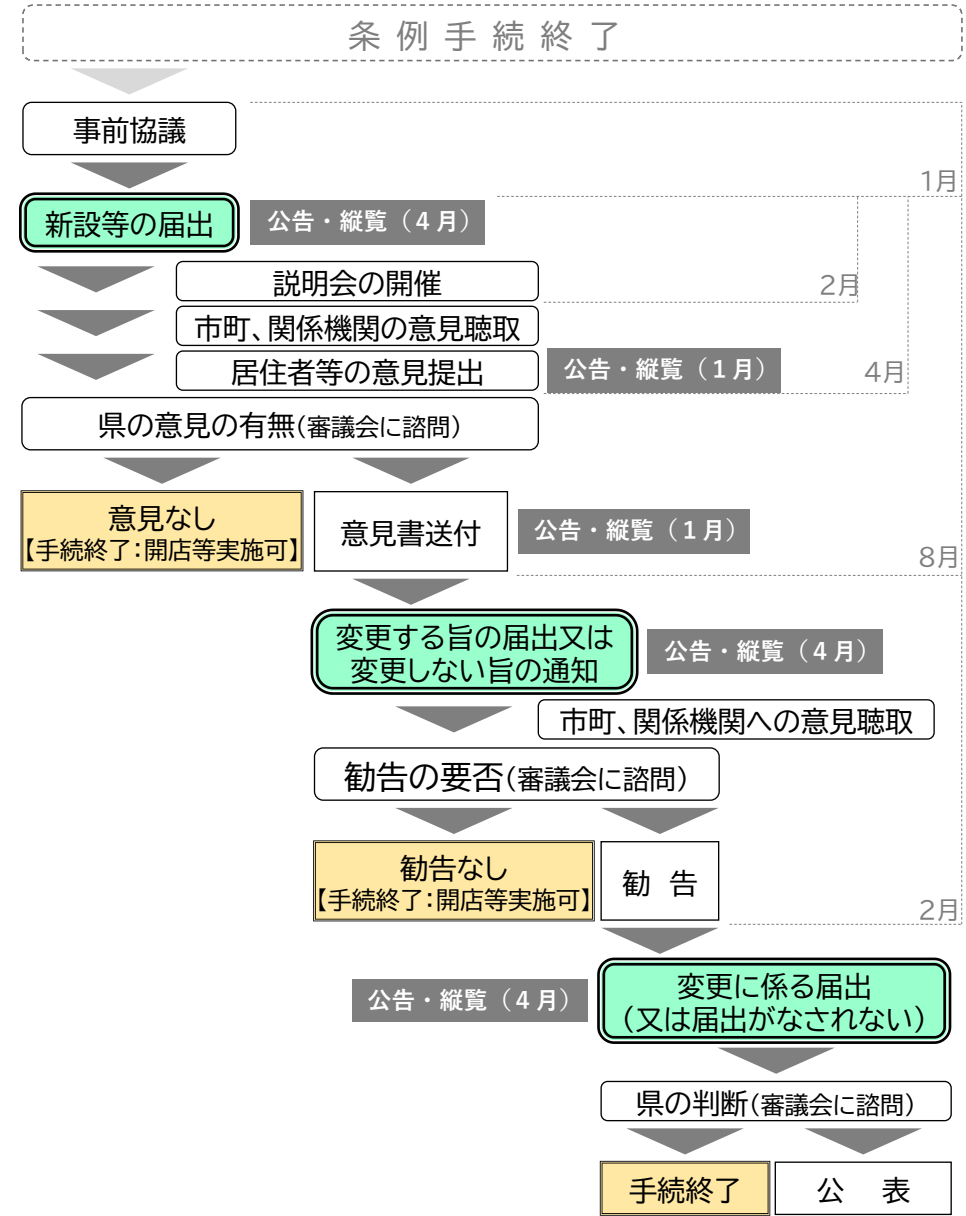 条例手続終了
事前協議
1月
新設等の届出
公告・縦覧（４月）
説明会の開催
2月
市町、関係機関の意見聴取
居住者等の意見提出
公告・縦覧（１月）
4月
県の意見の有無(審議会に諮問)
意見なし
【手続終了：開店等実施可】
意見書送付
公告・縦覧（１月）
8月
変更する旨の届出又は
変更しない旨の通知
公告・縦覧（４月）
市町、関係機関への意見聴取
勧告の要否(審議会に諮問)
勧告なし
【手続終了：開店等実施可】
勧 告
2月
公告・縦覧（４月）
変更に係る届出
（又は届出がなされない）
県の判断(審議会に諮問)
手続終了
公 表